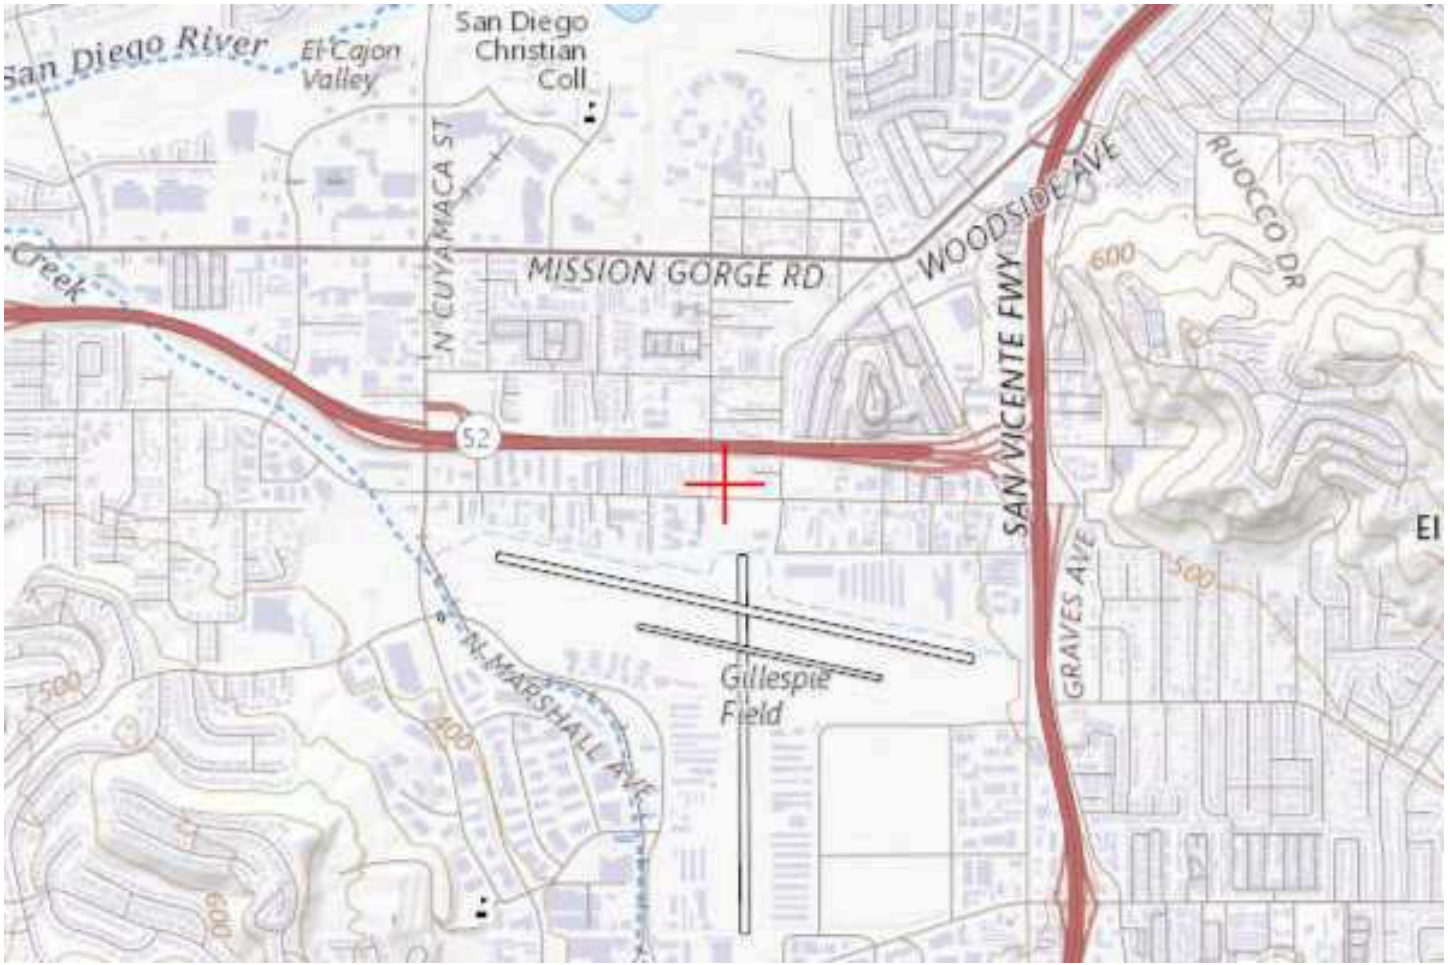 San Diego River
El Cajon
Valley
San Diego
Christian
Coll
N CUYAMACA ST
RUOCCO DR
WOODSIDE AVE
Creek
MISSION GORGE RD
600
SAN VICENTE FWY
52
El
500
GRAVES AVE
N MARSHALL AVE
Gillespie
Field
500
400
600